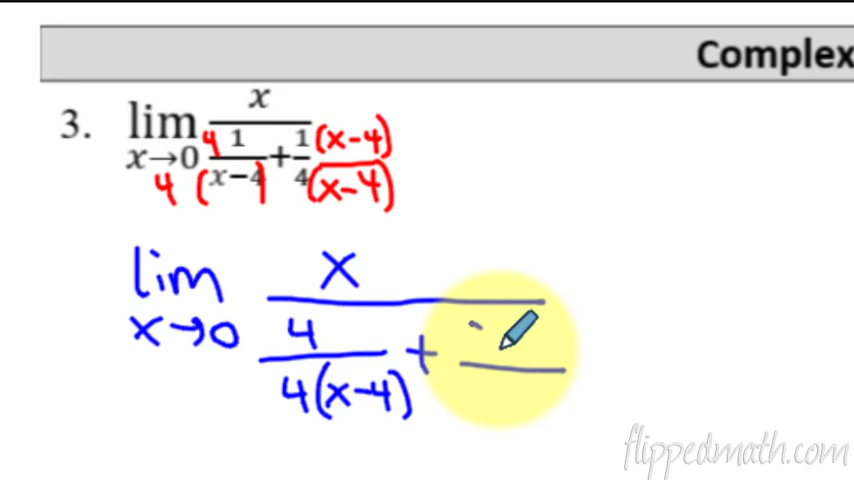 Complex
3. lim x→0 x / (4 1/4(x−4) + 1/4 (x-4)/(x-4))
lim x→0 x / (4/4(x-4) + )
flippedmath.com